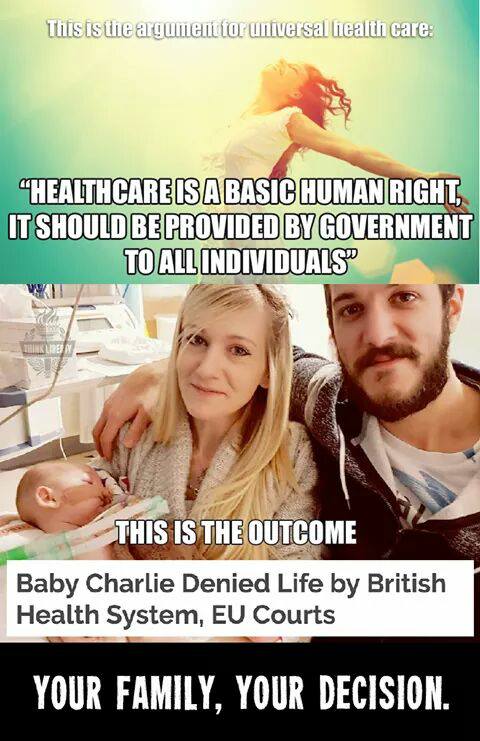 This is the argument for universal health care:
“HEALTHCARE IS A BASIC HUMAN RIGHT,
IT SHOULD BE PROVIDED BY GOVERNMENT
TO ALL INDIVIDUALS”
THINK LIBERTY
THIS IS THE OUTCOME
Baby Charlie Denied Life by British
Health System, EU Courts
YOUR FAMILY, YOUR DECISION.